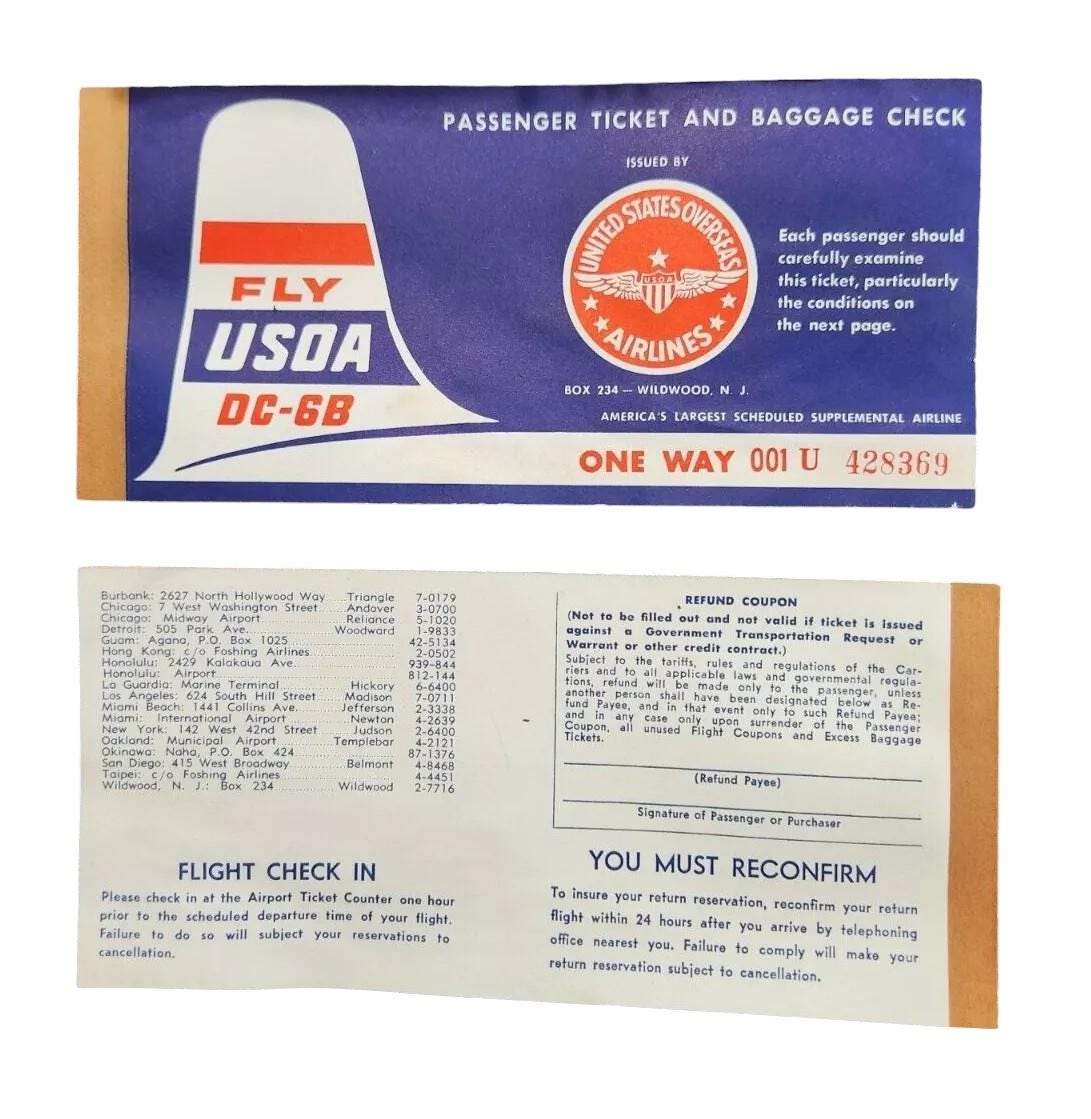 PASSENGER TICKET AND BAGGAGE CHECK
ISSUED BY
UNITED STATES OVERSEAS
USOA
AIRLINES
Each passenger should
carefully examine
this ticket, particularly
the conditions on
the next page.
FLY
USOA
DC-6B
BOX 234 — WILDWOOD, N. J.
AMERICA'S LARGEST SCHEDULED SUPPLEMENTAL AIRLINE
ONE WAY 001 U 428369
Burbank: 2627 North Hollywood Way.....Triangle 7-0179
Chicago: 7 West Washington Street.......Andover 3-0700
Chicago: Midway Airport.....................Reliance 5-1020
Detroit: 505 Park Ave.....................Woodward 1-9833
Guam: Agana, P.O. Box 1025........................ 42-5134
Hong Kong: c/o Foshing Airlines.................... 2-0502
Honolulu: 2429 Kalakaua Ave....................... 939-844
Honolulu: Airport..................................... 812-144
La Guardia: Marine Terminal................Hickory 6-6400
Los Angeles: 624 South Hill Street.......Madison 7-0711
Miami Beach: 1441 Collins Ave...........Jefferson 2-3338
Miami: International Airport................Newton 4-2639
New York: 142 West 42nd Street..........Judson 2-6400
Oakland: Municipal Airport.............Templebar 4-2121
Okinawa: Naha, P.O. Box 424...................... 87-1376
San Diego: 415 West Broadway............Belmont 4-8468
Taipei: c/o Foshing Airlines......................... 4-4451
Wildwood, N. J.: Box 234..................Wildwood 2-7716
FLIGHT CHECK IN
Please check in at the Airport Ticket Counter one hour
prior to the scheduled departure time of your flight.
Failure to do so will subject your reservations to
cancellation.
REFUND COUPON
(Not to be filled out and not valid if ticket is issued
against a Government Transportation Request or
Warrant or other credit contract.)
Subject to the tariffs, rules and regulations of the Car-
riers and to all applicable laws and governmental regula-
tions, refund will be made only to the passenger, unless
another person shall have been designated below as Re-
fund Payee, and in that event only to such Refund Payee;
and in any case only upon surrender of the Passenger
Coupon, all unused Flight Coupons and Excess Baggage
Tickets.
(Refund Payee)
Signature of Passenger or Purchaser
YOU MUST RECONFIRM
To insure your return reservation, reconfirm your return
flight within 24 hours after you arrive by telephoning
office nearest you. Failure to comply will make your
return reservation subject to cancellation.